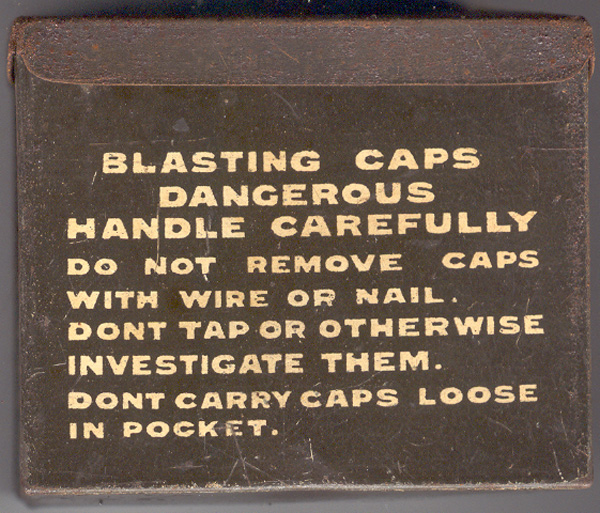 BLASTING CAPS
DANGEROUS
HANDLE CAREFULLY
DO NOT REMOVE CAPS
WITH WIRE OR NAIL.
DONT TAP OR OTHERWISE
INVESTIGATE THEM.
DONT CARRY CAPS LOOSE
IN POCKET.